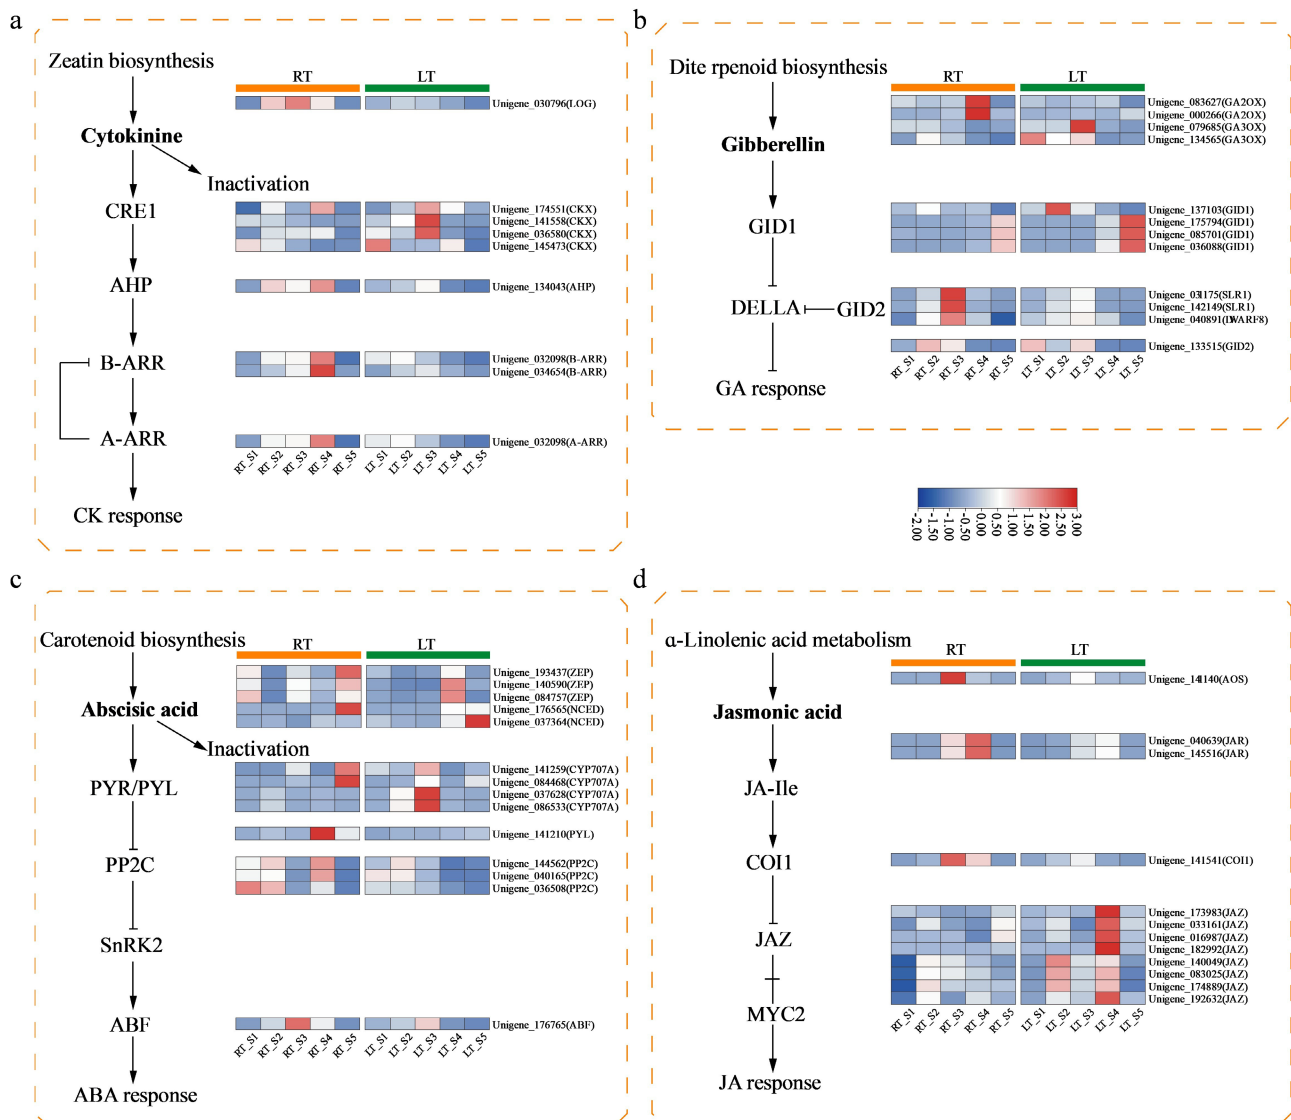 a
Zeatin biosynthesis
RT LT
Unigene_030796(LOG)
Cytokinine
Inactivation
CRE1
Unigene_174551(CKX)
Unigene_141558(CKX)
Unigene_036580(CKX)
Unigene_145473(CKX)
AHP
Unigene_134043(AHP)
B-ARR
Unigene_032098(B-ARR)
Unigene_034654(B-ARR)
A-ARR
Unigene_032098(A-ARR)
RT_S1 RT_S2 RT_S3 RT_S4 RT_S5 LT_S1 LT_S2 LT_S3 LT_S4 LT_S5
CK response
b
Dite rpenoid biosynthesis
RT LT
Unigene_083627(GA2OX)
Unigene_000266(GA2OX)
Unigene_079685(GA3OX)
Unigene_134565(GA3OX)
Gibberellin
GID1
Unigene_137103(GID1)
Unigene_175794(GID1)
Unigene_085701(GID1)
Unigene_036088(GID1)
DELLA GID2
Unigene_031175(SLR1)
Unigene_142149(SLR1)
Unigene_040891(DWARF8)
Unigene_133515(GID2)
RT_S1 RT_S2 RT_S3 RT_S4 RT_S5 LT_S1 LT_S2 LT_S3 LT_S4 LT_S5
GA response
-2.00 -1.50 -1.00 -0.50 0.00 0.50 1.00 1.50 2.00 2.50 3.00
c
Carotenoid biosynthesis
RT LT
Unigene_193437(ZEP)
Unigene_140590(ZEP)
Unigene_084757(ZEP)
Unigene_176565(NCED)
Unigene_037364(NCED)
Abscisic acid
Inactivation
PYR/PYL
Unigene_141259(CYP707A)
Unigene_084468(CYP707A)
Unigene_037628(CYP707A)
Unigene_086533(CYP707A)
Unigene_141210(PYL)
PP2C
Unigene_144562(PP2C)
Unigene_040165(PP2C)
Unigene_036508(PP2C)
SnRK2
ABF
Unigene_176765(ABF)
RT_S1 RT_S2 RT_S3 RT_S4 RT_S5 LT_S1 LT_S2 LT_S3 LT_S4 LT_S5
ABA response
d
α-Linolenic acid metabolism
RT LT
Unigene_141140(AOS)
Jasmonic acid
Unigene_040639(JAR)
Unigene_145516(JAR)
JA-Ile
COI1
Unigene_141541(COI1)
JAZ
Unigene_173983(JAZ)
Unigene_033161(JAZ)
Unigene_016987(JAZ)
Unigene_182992(JAZ)
Unigene_140049(JAZ)
Unigene_083025(JAZ)
Unigene_174889(JAZ)
Unigene_192632(JAZ)
MYC2
RT_S1 RT_S2 RT_S3 RT_S4 RT_S5 LT_S1 LT_S2 LT_S3 LT_S4 LT_S5
JA response